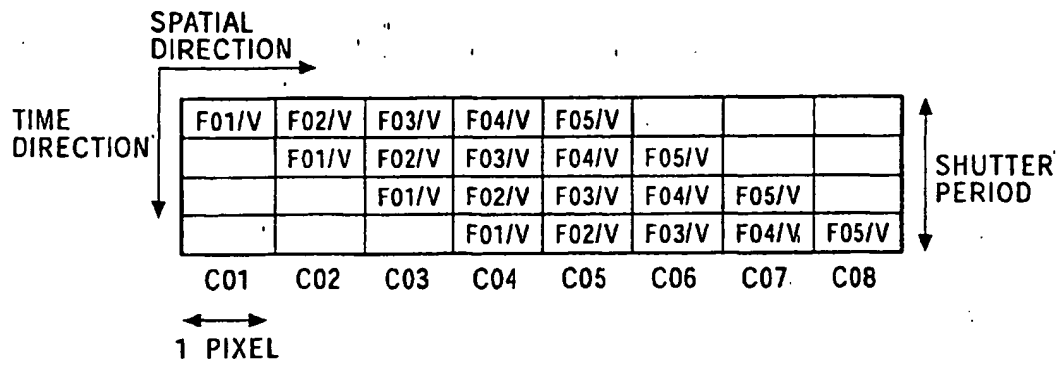 SPATIAL
DIRECTION
TIME
DIRECTION
F01/V F02/V F03/V F04/V F05/V
F01/V F02/V F03/V F04/V F05/V
F01/V F02/V F03/V F04/V F05/V
F01/V F02/V F03/V F04/V F05/V
SHUTTER
PERIOD
C01 C02 C03 C04 C05 C06 C07 C08
1 PIXEL